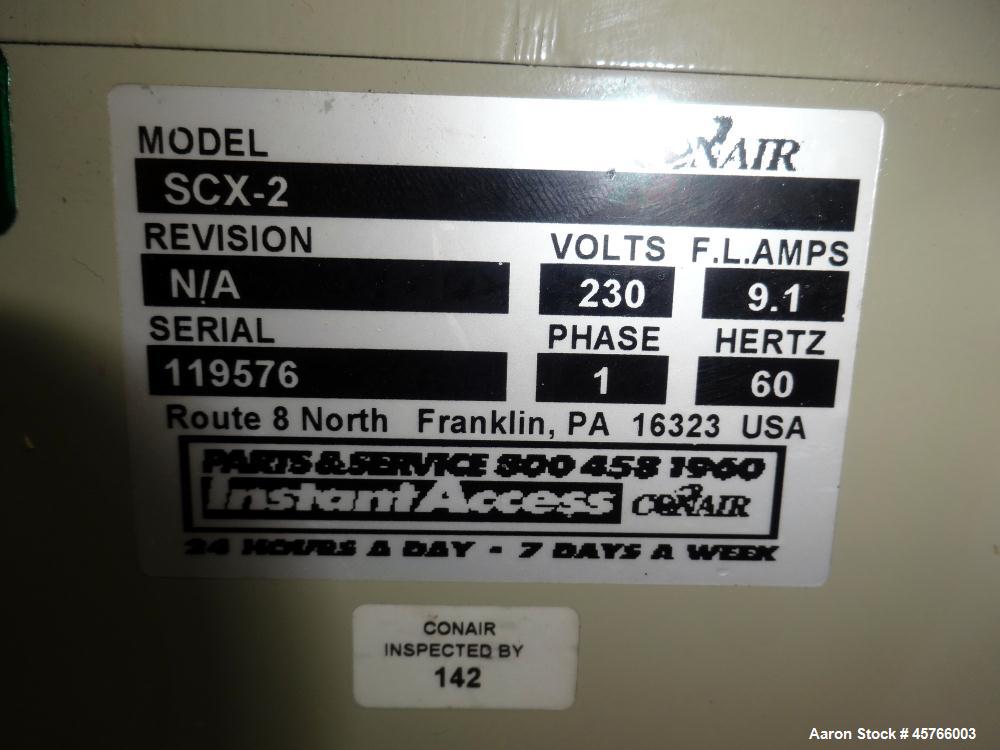 MODEL CONAIR
SCX-2
REVISION VOLTS F.L.AMPS
N/A 230 9.1
SERIAL PHASE HERTZ
119576 1 60
Route 8 North Franklin, PA 16323 USA
PARTS & SERVICE 800 458 1960
InstantAccess CONAIR
24 HOURS A DAY - 7 DAYS A WEEK
CONAIR
INSPECTED BY
142
Aaron Stock # 45766003